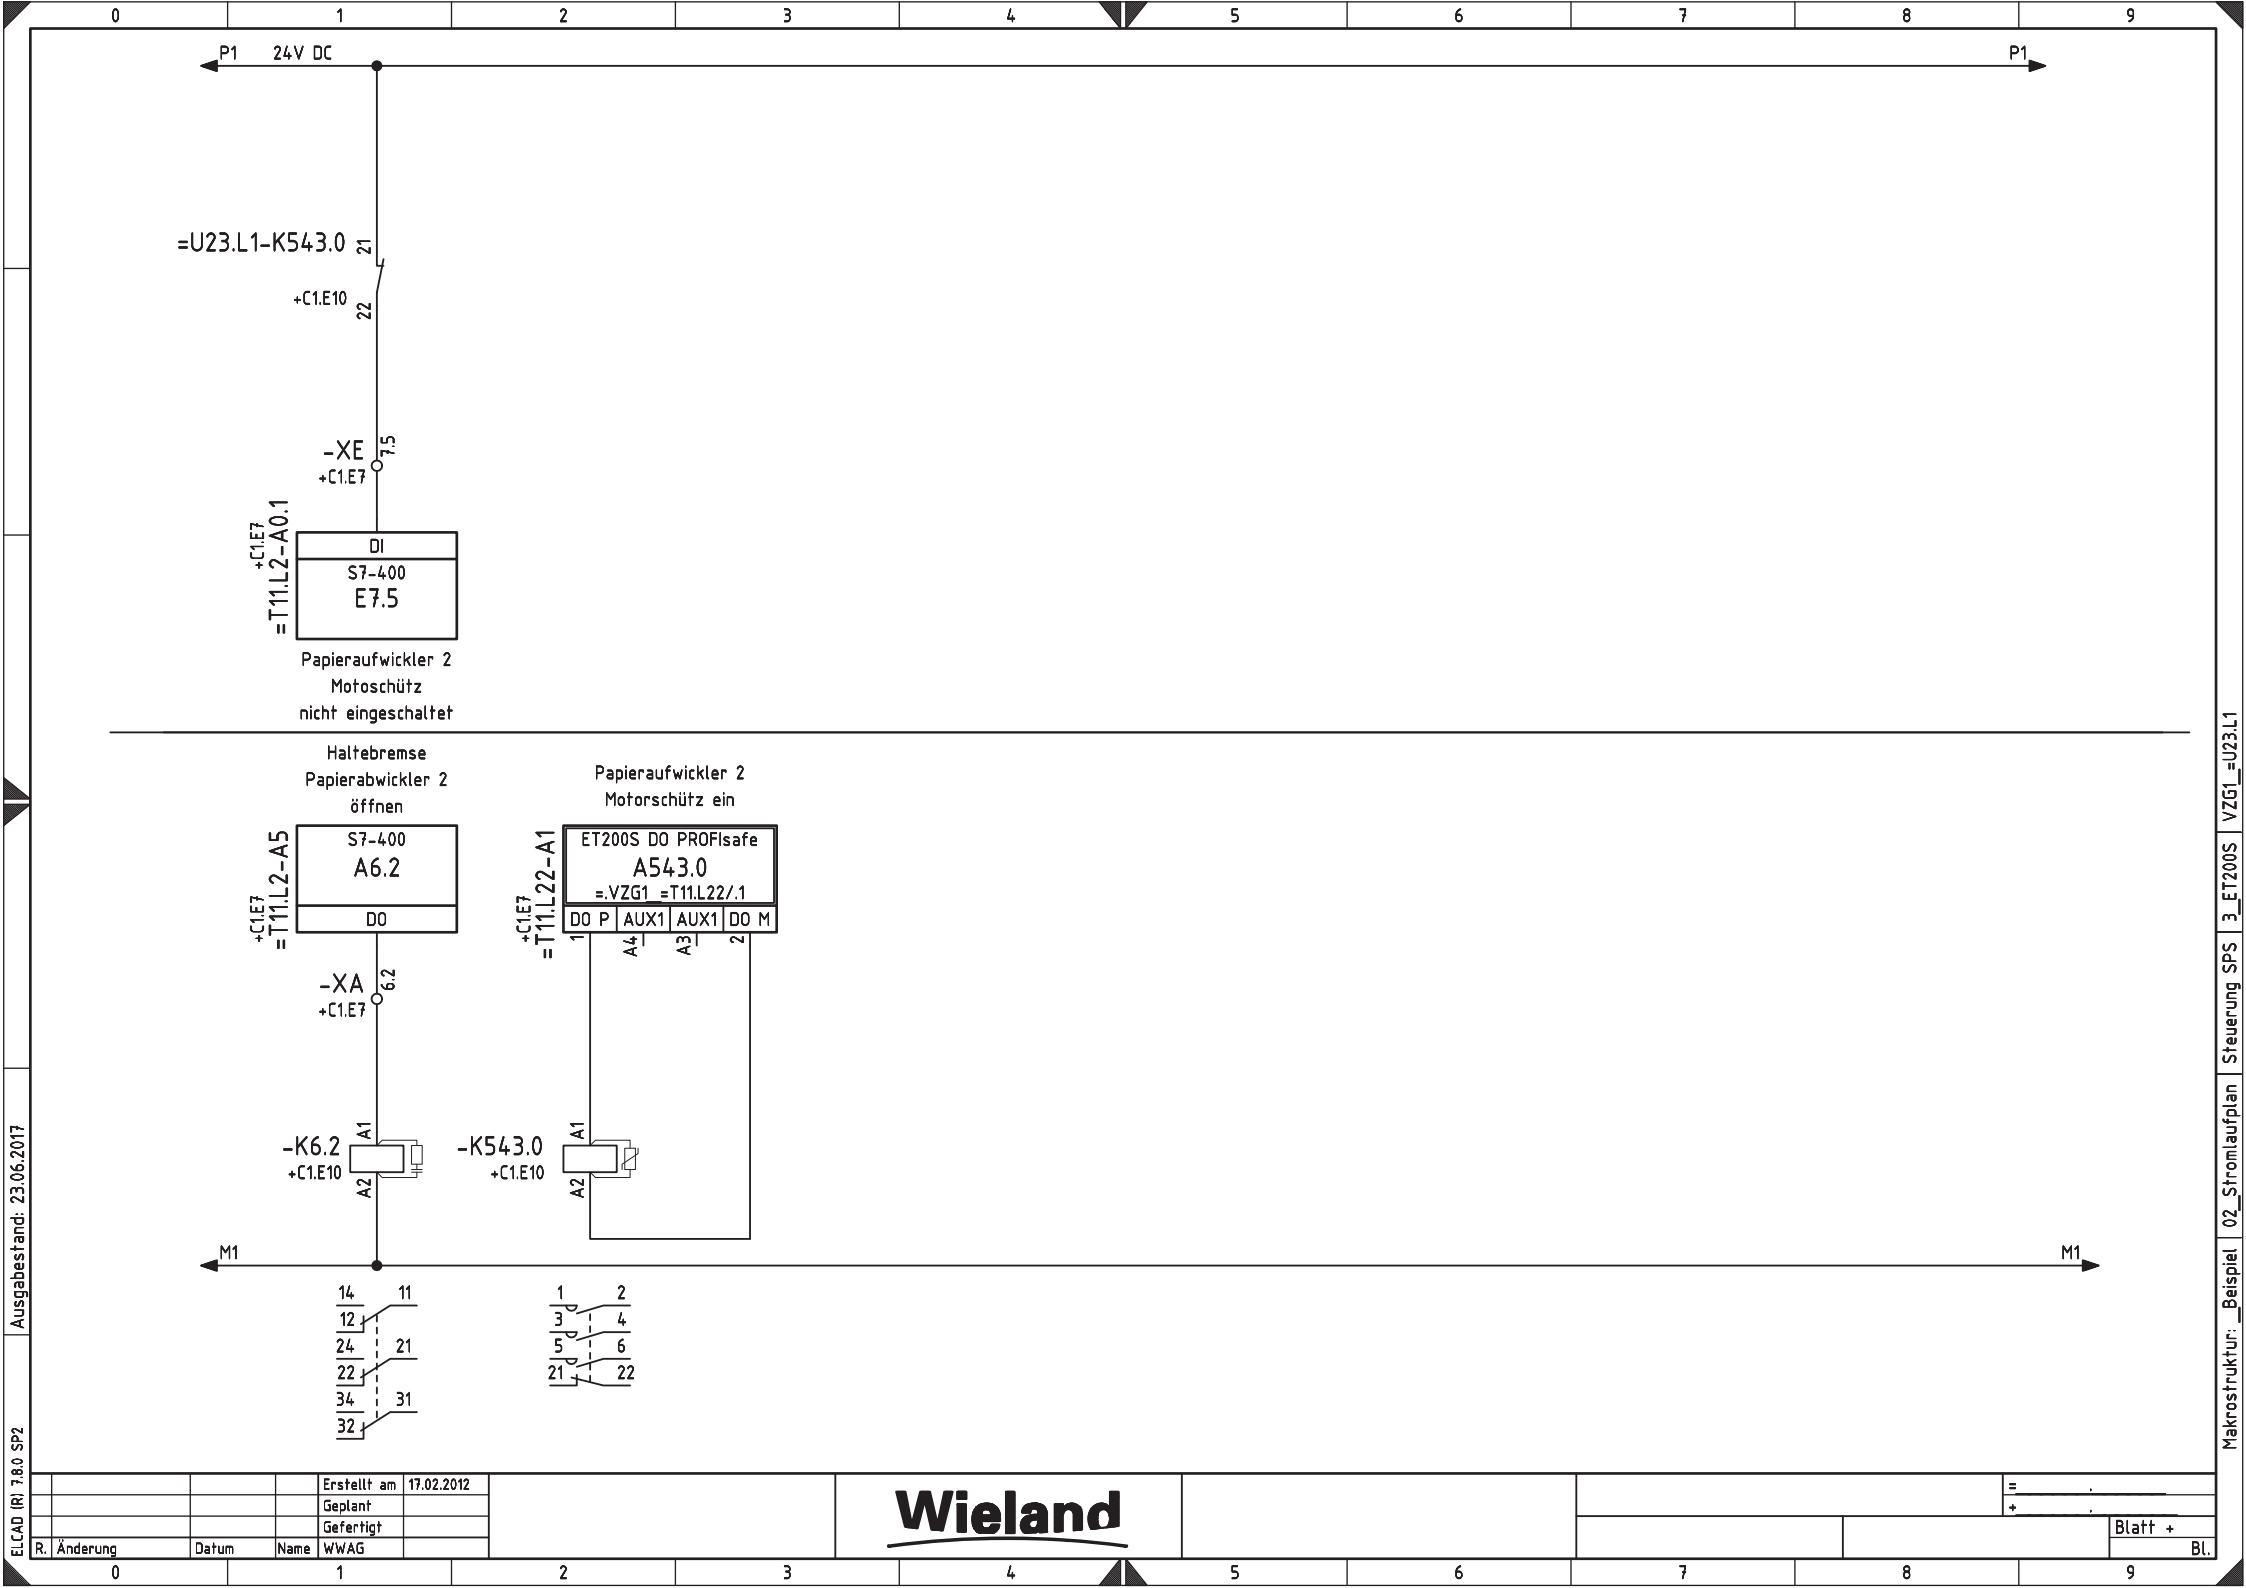 0 1 2 3 4 5 6 7 8 9
P1 24V DC P1
=U23.L1-K543.0 21
+C1.E10
22
-XE 7.5
+C1.E7
+C1.E7
=T11.L2-A0.1
DI
S7-400
E7.5
Papieraufwickler 2
Motoschütz
nicht eingeschaltet
Haltebremse
Papierabwickler 2
öffnen
+C1.E7
=T11.L2-A5
S7-400
A6.2
DO
Papieraufwickler 2
Motorschütz ein
+C1.E7
=T11.L22-A1
ET200S DO PROFIsafe
A543.0
=.VZG1_=T11.L22/.1
DO P AUX1 AUX1 DO M
1 A4 A3 2
-XA 6.2
+C1.E7
A1
-K6.2
+C1.E10
A2
A1
-K543.0
+C1.E10
A2
M1 M1
14 11
12
24 21
22
34 31
32
1 2
3 4
5 6
21 22
Erstellt am 17.02.2012
Geplant
Gefertigt
R. Änderung Datum Name WWAG
Wieland
= .
+ .
Blatt +
Bl.
0 1 2 3 4 5 6 7 8 9
ELCAD (R) 7.8.0 SP2
Ausgabestand: 23.06.2017
Makrostruktur: _Beispiel 02_Stromlaufplan Steuerung SPS 3_ET200S VZG1_=U23.L1